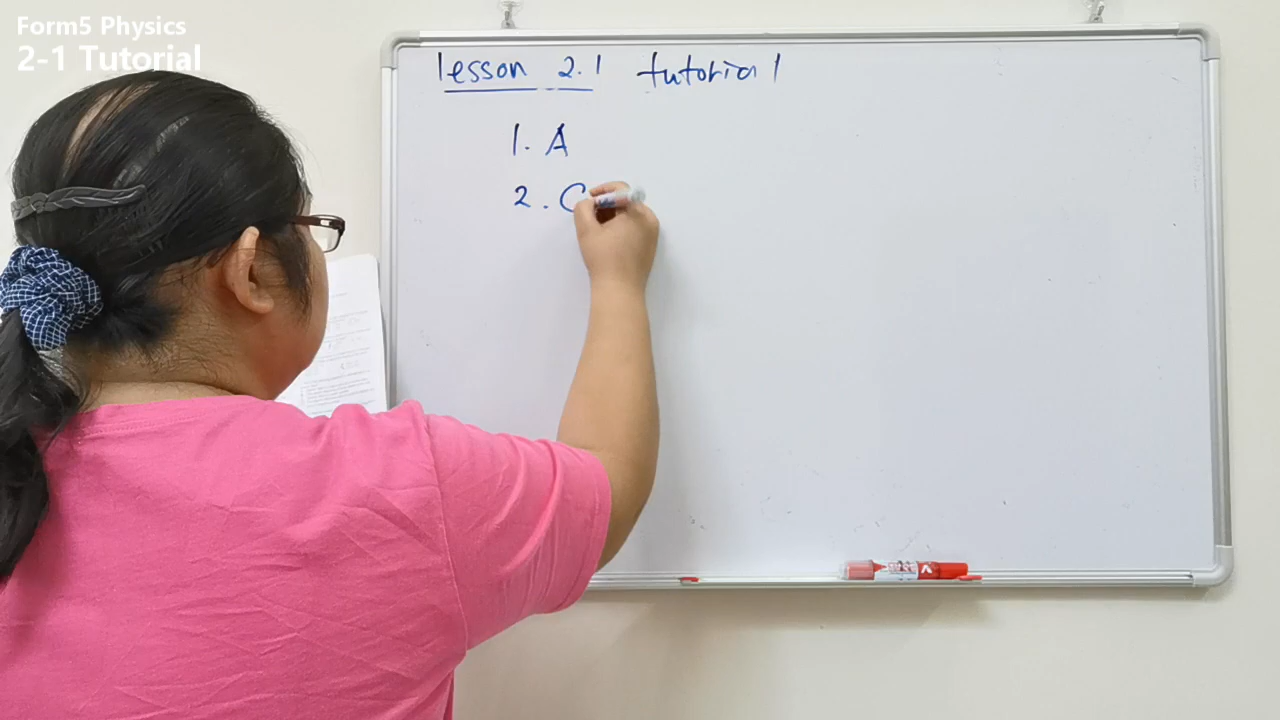 Form5 Physics
2-1 Tutorial
lesson 2.1 tutorial
1. A
2. C